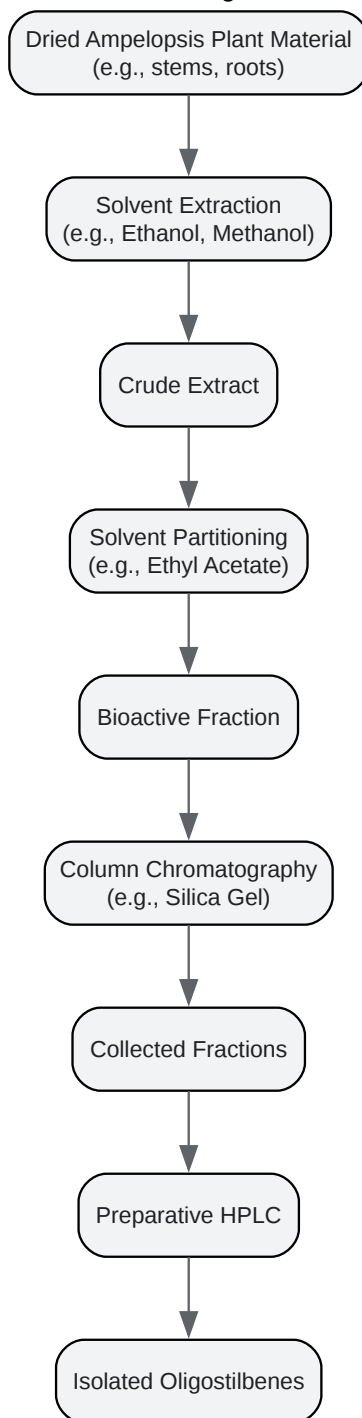 Dried Ampelopsis Plant Material
(e.g., stems, roots)
Solvent Extraction
(e.g., Ethanol, Methanol)
Crude Extract
Solvent Partitioning
(e.g., Ethyl Acetate)
Bioactive Fraction
Column Chromatography
(e.g., Silica Gel)
Collected Fractions
Preparative HPLC
Isolated Oligostilbenes